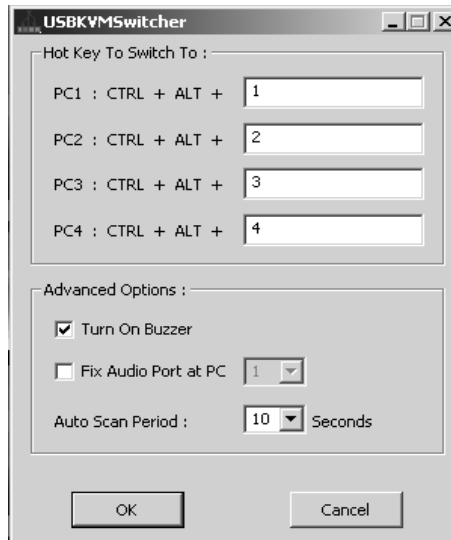 USBKVMSwitcher
Hot Key To Switch To :
PC1 : CTRL + ALT + 1
PC2 : CTRL + ALT + 2
PC3 : CTRL + ALT + 3
PC4 : CTRL + ALT + 4
Advanced Options :
Turn On Buzzer
Fix Audio Port at PC 1
Auto Scan Period : 10 Seconds
OK Cancel